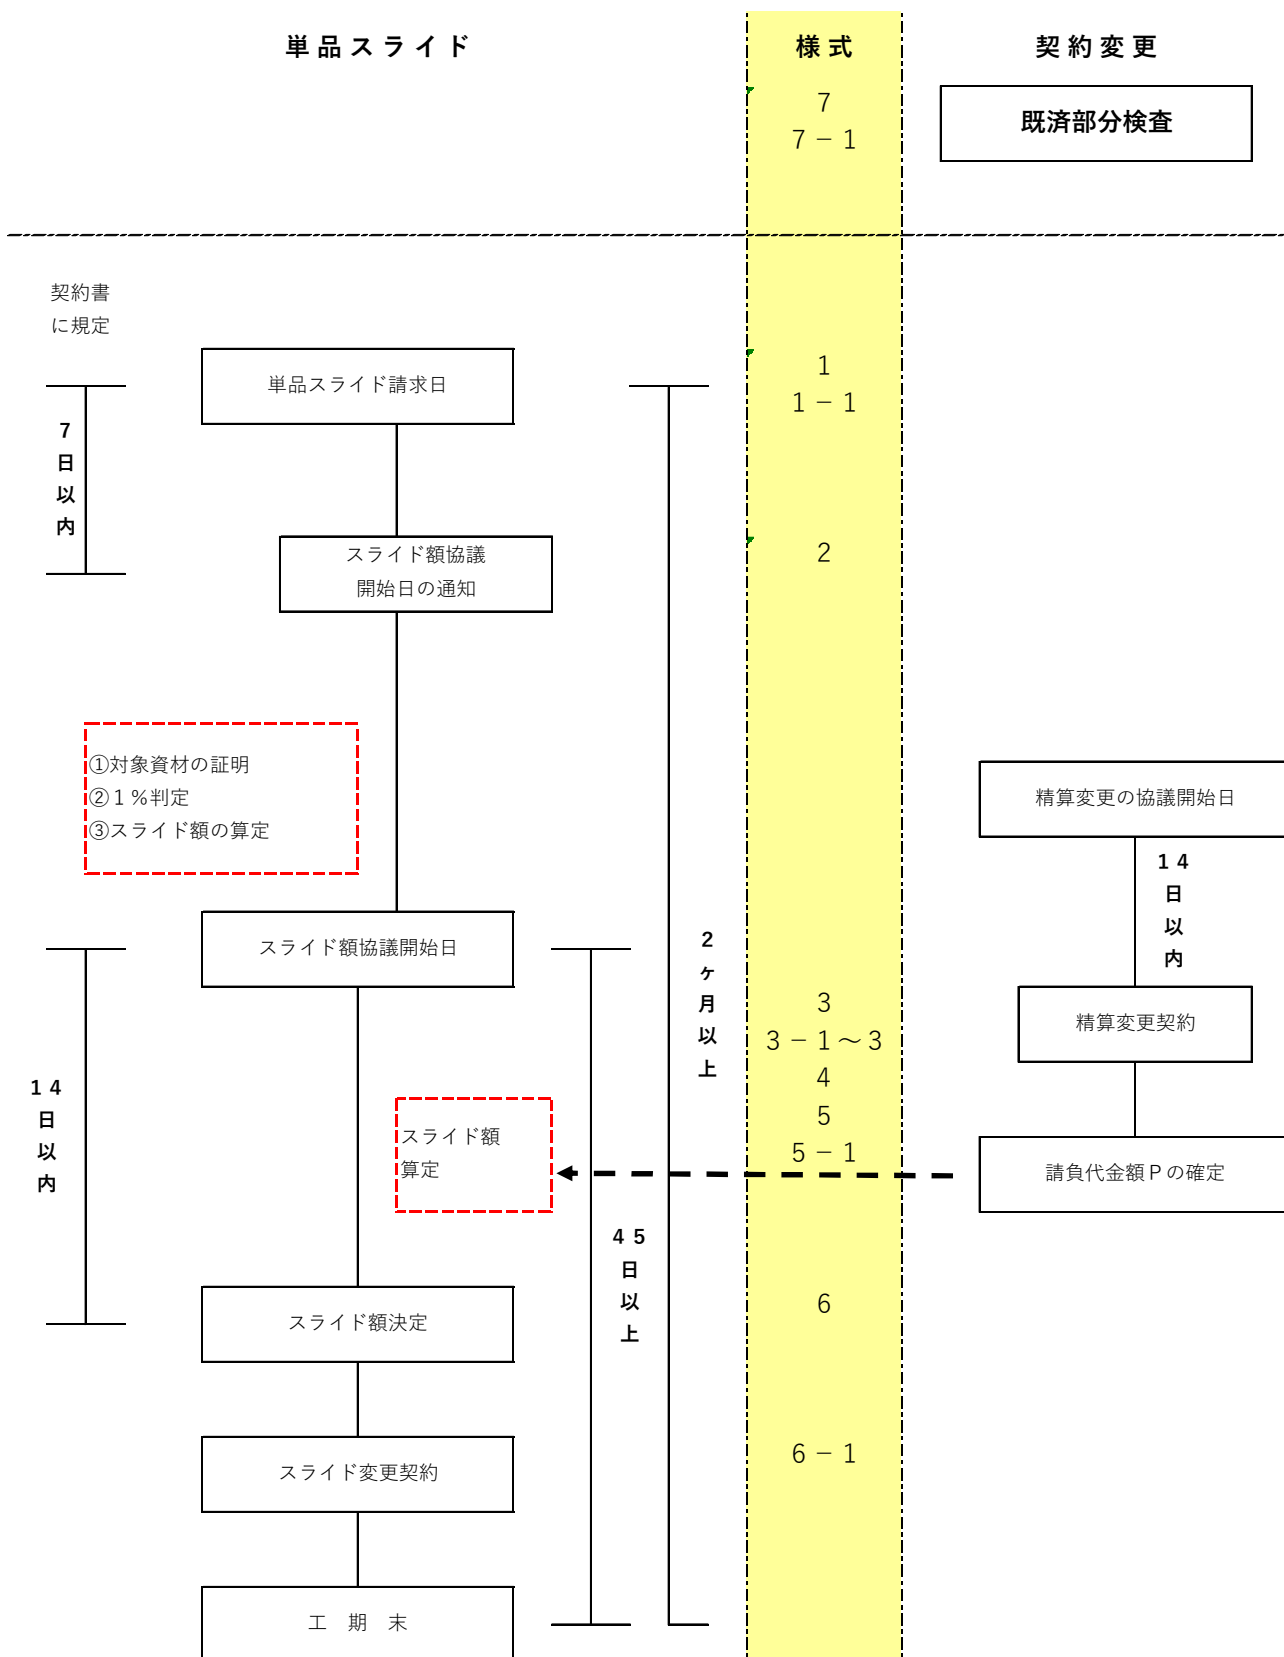 単品スライド
様式
契約変更
7
7－1
既済部分検査
契約書
に規定
単品スライド請求日
1
1－1
7
日
以
内
スライド額協議
開始日の通知
2
①対象資材の証明
②１％判定
③スライド額の算定
精算変更の協議開始日
14
日
以
内
スライド額協議開始日
2
ヶ
月
以
上
3
3－1～3
4
5
5－1
精算変更契約
14
日
以
内
スライド額
算定
請負代金額Ｐの確定
45
日
以
上
スライド額決定
6
スライド変更契約
6－1
工　期　末